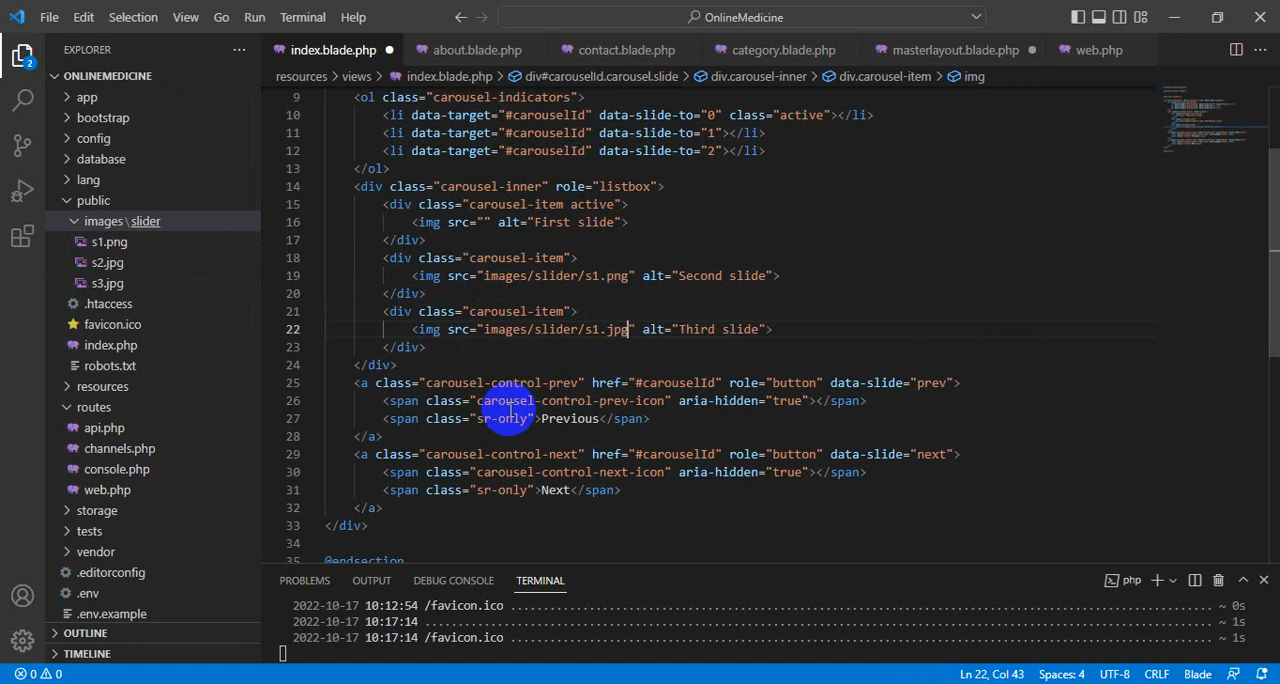 File Edit Selection View Go Run Terminal Help
OnlineMedicine
EXPLORER
index.blade.php
about.blade.php
contact.blade.php
category.blade.php
masterlayout.blade.php
web.php
2
ONLINEMEDICINE
resources > views > index.blade.php > div#carouselId.carousel.slide > div.carousel-inner > div.carousel-item > img
app
bootstrap
config
database
lang
public
images\slider
s1.png
s2.jpg
s3.jpg
.htaccess
favicon.ico
index.php
robots.txt
resources
routes
api.php
channels.php
console.php
web.php
storage
tests
vendor
.editorconfig
.env
.env.example
OUTLINE
TIMELINE
9 <ol class="carousel-indicators">
10 <li data-target="#carouselId" data-slide-to="0" class="active"></li>
11 <li data-target="#carouselId" data-slide-to="1"></li>
12 <li data-target="#carouselId" data-slide-to="2"></li>
13 </ol>
14 <div class="carousel-inner" role="listbox">
15 <div class="carousel-item active">
16 <img src="" alt="First slide">
17 </div>
18 <div class="carousel-item">
19 <img src="images/slider/s1.png" alt="Second slide">
20 </div>
21 <div class="carousel-item">
22 <img src="images/slider/s1.jpg" alt="Third slide">
23 </div>
24 </div>
25 <a class="carousel-control-prev" href="#carouselId" role="button" data-slide="prev">
26 <span class="carousel-control-prev-icon" aria-hidden="true"></span>
27 <span class="sr-only">Previous</span>
28 </a>
29 <a class="carousel-control-next" href="#carouselId" role="button" data-slide="next">
30 <span class="carousel-control-next-icon" aria-hidden="true"></span>
31 <span class="sr-only">Next</span>
32 </a>
33 </div>
34
35 @endsection
PROBLEMS OUTPUT DEBUG CONSOLE TERMINAL
php
2022-10-17 10:12:54 /favicon.ico ................................................ ~ 0s
2022-10-17 10:17:14 ................................................ ~ 1s
2022-10-17 10:17:14 /favicon.ico ................................................ ~ 1s
0 0
Ln 22, Col 43 Spaces: 4 UTF-8 CRLF Blade